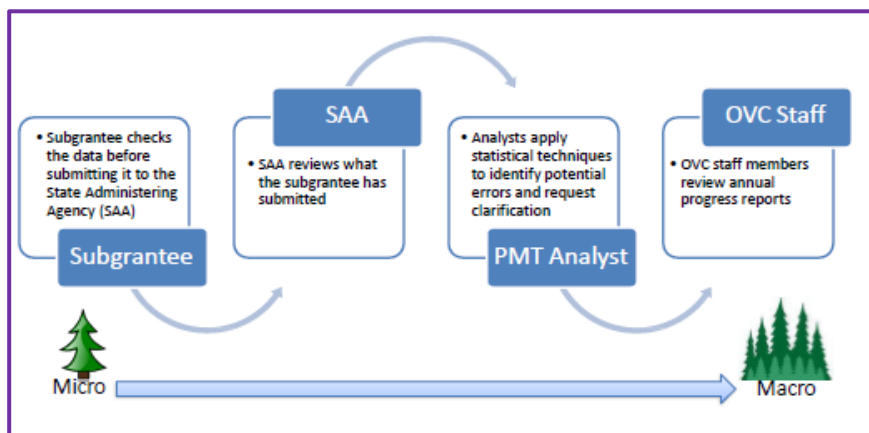 • Subgrantee checks
the data before
submitting it to the
State Administering
Agency (SAA)
Subgrantee
SAA
• SAA reviews what
the subgrantee has
submitted
• Analysts apply
statistical techniques
to identify potential
errors and request
clarification
PMT Analyst
OVC Staff
• OVC staff members
review annual
progress reports
Micro
Macro